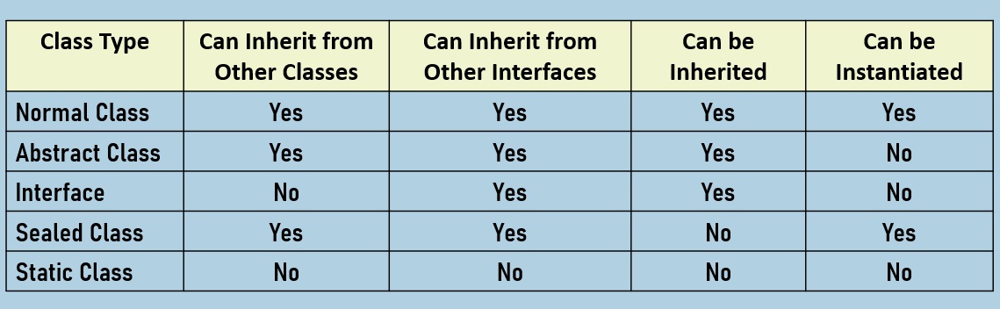 Class Type Can Inherit from Other Classes Can Inherit from Other Interfaces Can be Inherited Can be Instantiated
Normal Class Yes Yes Yes Yes
Abstract Class Yes Yes Yes No
Interface No Yes Yes No
Sealed Class Yes Yes No Yes
Static Class No No No No